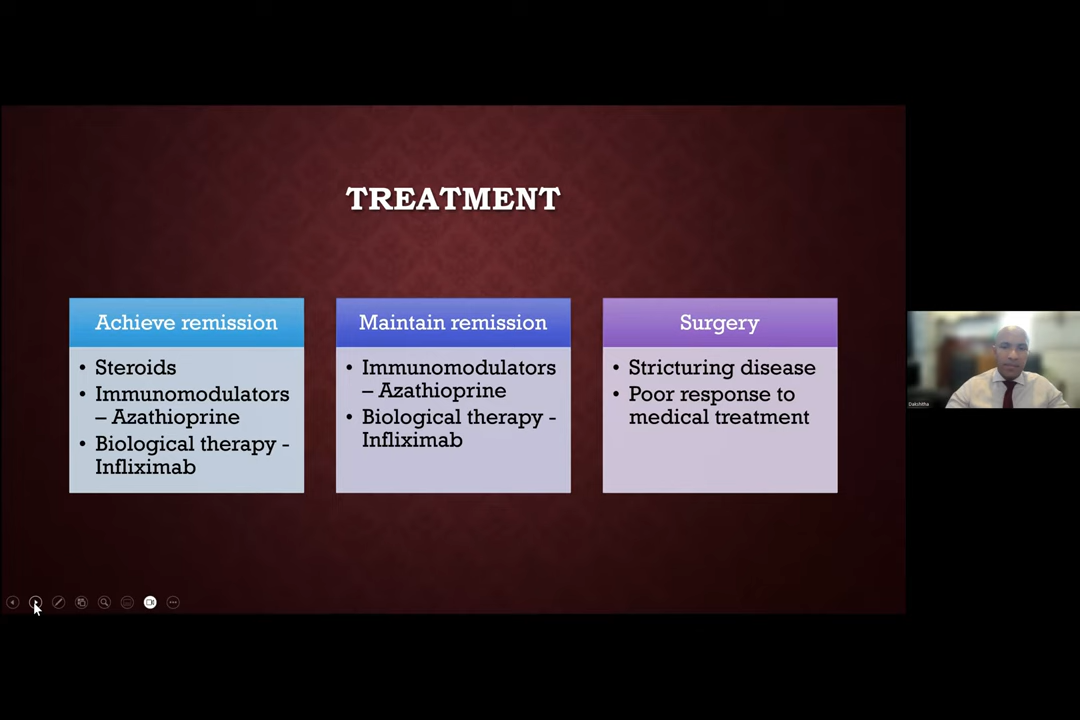 TREATMENT
Achieve remission
• Steroids
• Immunomodulators
– Azathioprine
• Biological therapy -
Infliximab
Maintain remission
• Immunomodulators
– Azathioprine
• Biological therapy -
Infliximab
Surgery
• Stricturing disease
• Poor response to
medical treatment
Dakshitha